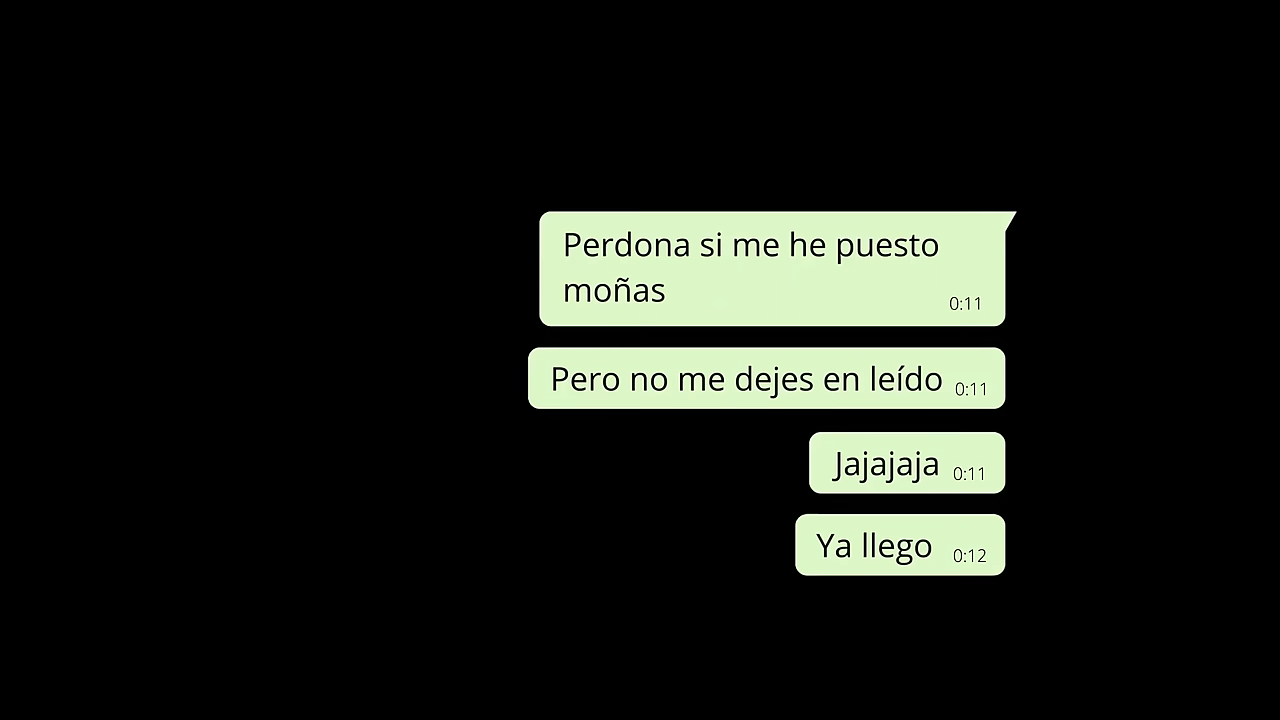 Perdona si me he puesto
moñas
0:11
Pero no me dejes en leído 0:11
Jajajaja 0:11
Ya llego 0:12